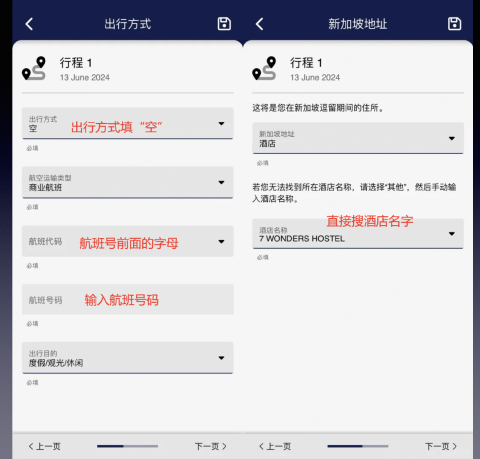 出行方式
行程 1
13 June 2024
出行方式
空
出行方式填“空”
必填
航空运输类型
商业航班
必填
航班代码
航班号前面的字母
必填
航班号码
输入航班号码
必填
出行目的
度假/观光/休闲
必填
上一页
下一页
新加坡地址
行程 1
13 June 2024
这将是您在新加坡逗留期间的住所。
新加坡地址
酒店
必填
若您无法找到所在酒店名称，请选择“其他”，然后手动输
入酒店名称。
直接搜酒店名字
酒店名称
7 WONDERS HOSTEL
必填
上一页
下一页